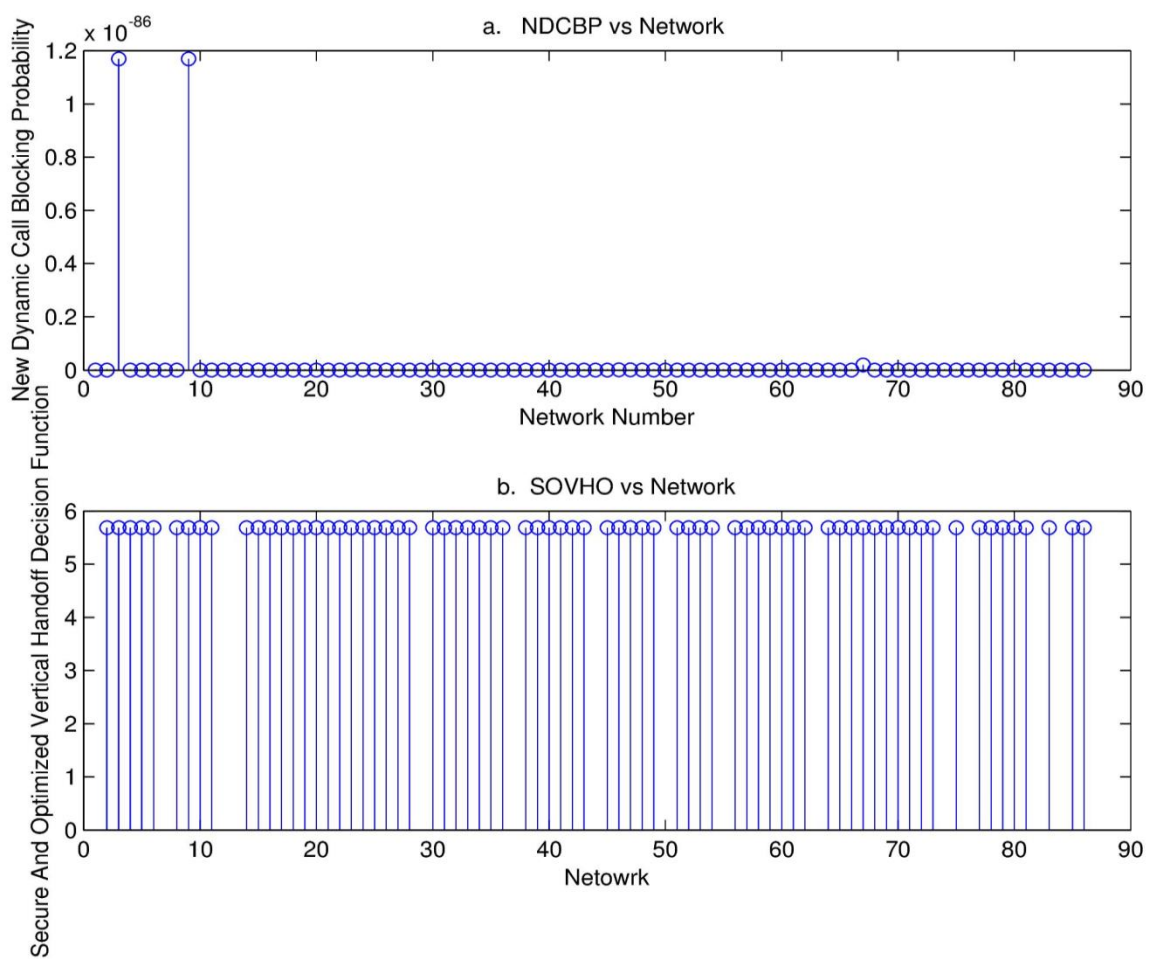 a. NDCBP vs Network
x 10-86
New Dynamic Call Blocking Probability
1.2
1
0.8
0.6
0.4
0.2
0
0 10 20 30 40 50 60 70 80 90
Network Number
b. SOVHO vs Network
Secure And Optimized Vertical Handoff Decision Function
6
5
4
3
2
1
0
0 10 20 30 40 50 60 70 80 90
Netowrk